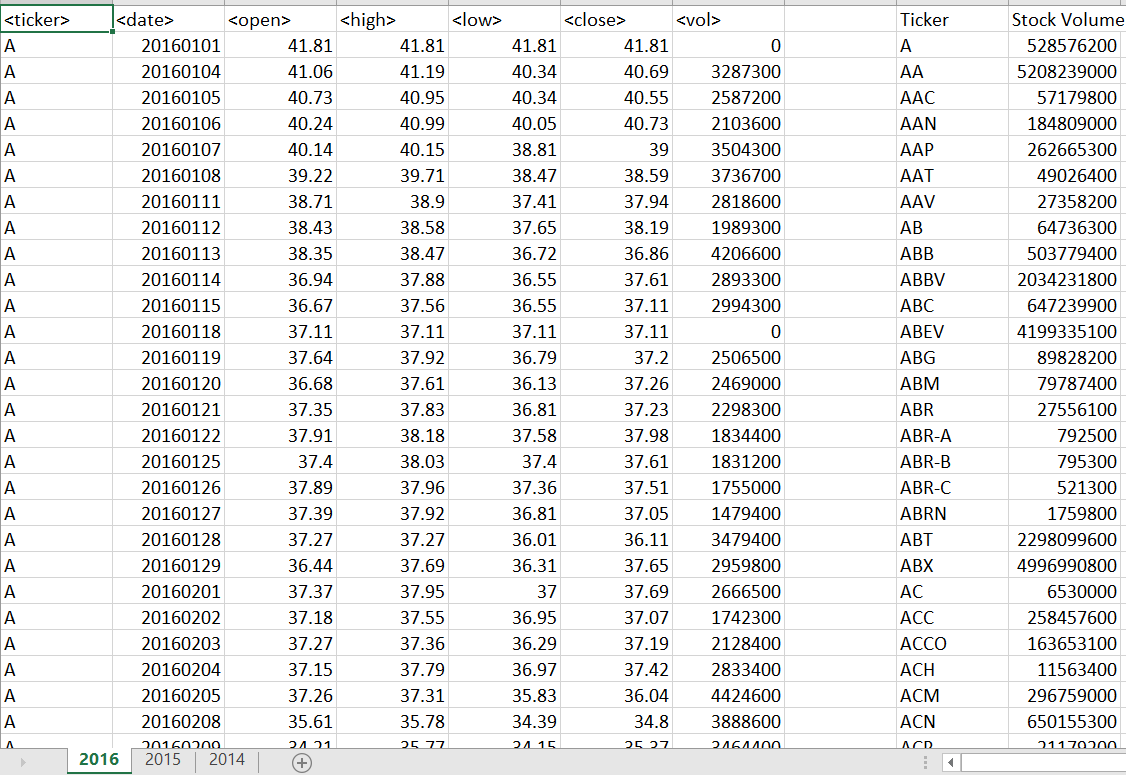 <ticker> <date> <open> <high> <low> <close> <vol> Ticker Stock Volume
A 20160101 41.81 41.81 41.81 41.81 0 A 528576200
A 20160104 41.06 41.19 40.34 40.69 3287300 AA 5208239000
A 20160105 40.73 40.95 40.34 40.55 2587200 AAC 57179800
A 20160106 40.24 40.99 40.05 40.73 2103600 AAN 184809000
A 20160107 40.14 40.15 38.81 39 3504300 AAP 262665300
A 20160108 39.22 39.71 38.47 38.59 3736700 AAT 49026400
A 20160111 38.71 38.9 37.41 37.94 2818600 AAV 27358200
A 20160112 38.43 38.58 37.65 38.19 1989300 AB 64736300
A 20160113 38.35 38.47 36.72 36.86 4206600 ABB 503779400
A 20160114 36.94 37.88 36.55 37.61 2893300 ABBV 2034231800
A 20160115 36.67 37.56 36.55 37.11 2994300 ABC 647239900
A 20160118 37.11 37.11 37.11 37.11 0 ABEV 4199335100
A 20160119 37.64 37.92 36.79 37.2 2506500 ABG 89828200
A 20160120 36.68 37.61 36.13 37.26 2469000 ABM 79787400
A 20160121 37.35 37.83 36.81 37.23 2298300 ABR 27556100
A 20160122 37.91 38.18 37.58 37.98 1834400 ABR-A 792500
A 20160125 37.4 38.03 37.4 37.61 1831200 ABR-B 795300
A 20160126 37.89 37.96 37.36 37.51 1755000 ABR-C 521300
A 20160127 37.39 37.92 36.81 37.05 1479400 ABRN 1759800
A 20160128 37.27 37.27 36.01 36.11 3479400 ABT 2298099600
A 20160129 36.44 37.69 36.31 37.65 2959800 ABX 4996990800
A 20160201 37.37 37.95 37 37.69 2666500 AC 6530000
A 20160202 37.18 37.55 36.95 37.07 1742300 ACC 258457600
A 20160203 37.27 37.36 36.29 37.19 2128400 ACCO 163653100
A 20160204 37.15 37.79 36.97 37.42 2833400 ACH 11563400
A 20160205 37.26 37.31 35.83 36.04 4424600 ACM 296759000
A 20160208 35.61 35.78 34.39 34.8 3888600 ACN 650155300
A 20160209 34.21 35.77 34.15 35.37 3464400
2016 2015 2014